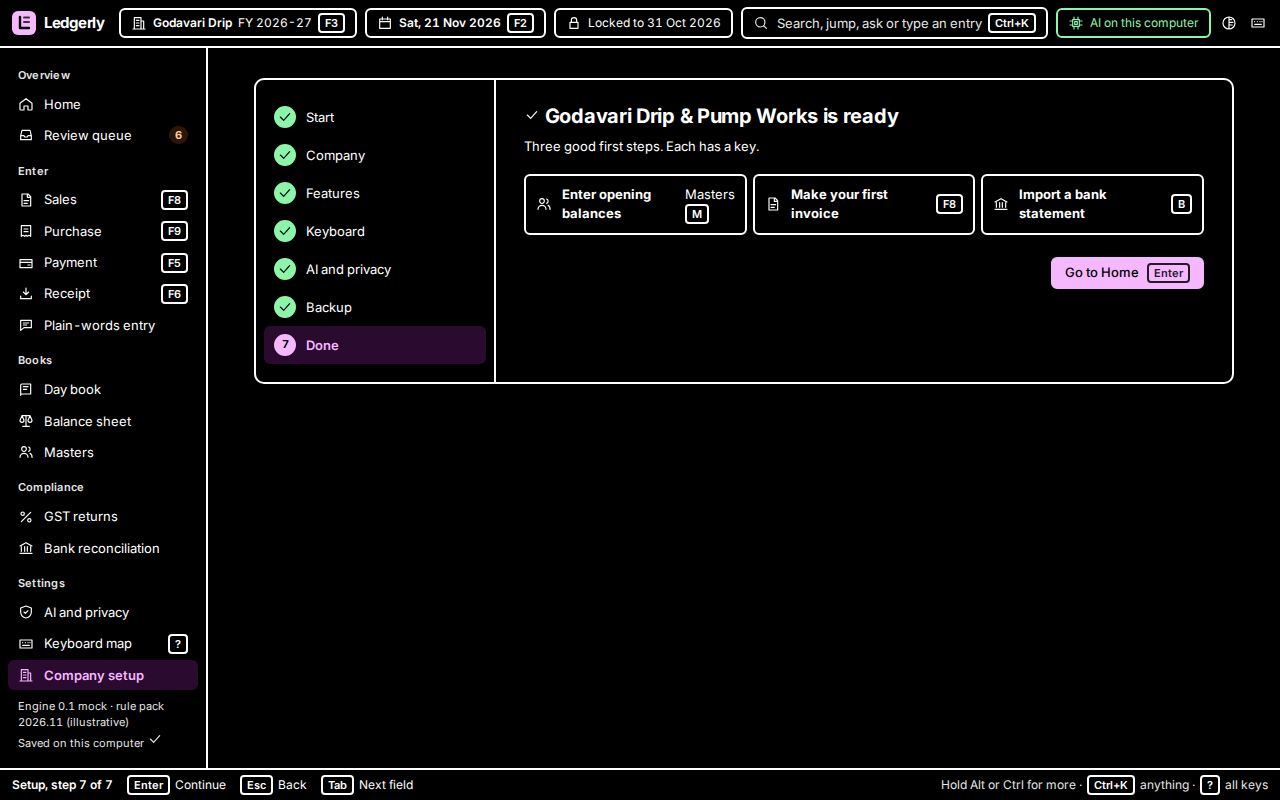 Ledgerly
Godavari Drip FY 2026-27 F3
Sat, 21 Nov 2026 F2
Locked to 31 Oct 2026
Search, jump, ask or type an entry Ctrl+K
AI on this computer
Overview
Home
Review queue 6
Enter
Sales F8
Purchase F9
Payment F5
Receipt F6
Plain-words entry
Books
Day book
Balance sheet
Masters
Compliance
GST returns
Bank reconciliation
Settings
AI and privacy
Keyboard map ?
Company setup
Engine 0.1 mock · rule pack
2026.11 (illustrative)
Saved on this computer
Start
Company
Features
Keyboard
AI and privacy
Backup
7 Done
Godavari Drip & Pump Works is ready
Three good first steps. Each has a key.
Enter opening
balances
Masters
M
Make your first
invoice
F8
Import a bank
statement
B
Go to Home Enter
Setup, step 7 of 7 Enter Continue Esc Back Tab Next field
Hold Alt or Ctrl for more · Ctrl+K anything · ? all keys